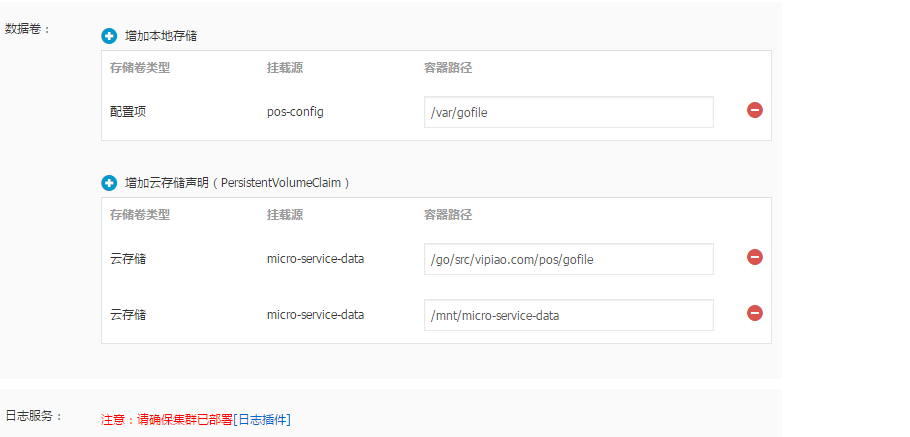 数据卷：
增加本地存储
存储卷类型 挂载源 容器路径
配置项 pos-config /var/gofile
增加云存储声明（PersistentVolumeClaim）
存储卷类型 挂载源 容器路径
云存储 micro-service-data /go/src/vipiao.com/pos/gofile
云存储 micro-service-data /mnt/micro-service-data
日志服务： 注意：请确保集群已部署[日志插件]